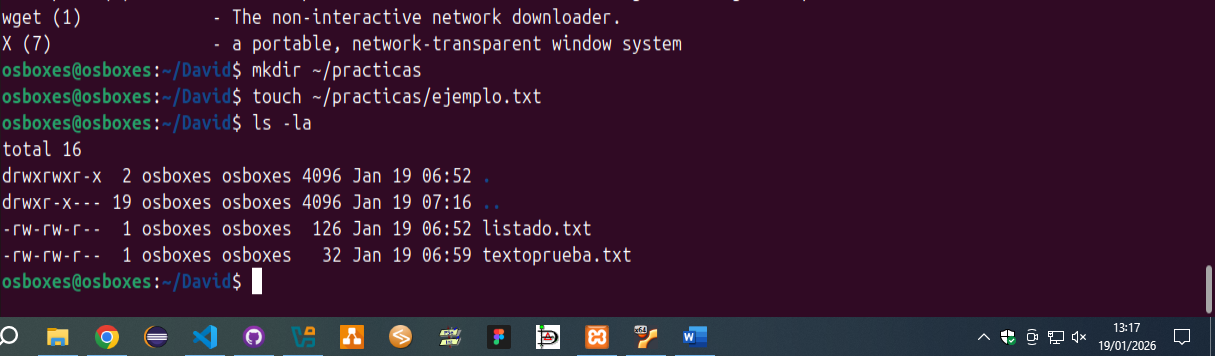 wget (1)             - The non-interactive network downloader.
X (7)                - a portable, network-transparent window system
osboxes@osboxes:~/David$ mkdir ~/practicas
osboxes@osboxes:~/David$ touch ~/practicas/ejemplo.txt
osboxes@osboxes:~/David$ ls -la
total 16
drwxrwxr-x  2 osboxes osboxes 4096 Jan 19 06:52 .
drwxr-x--- 19 osboxes osboxes 4096 Jan 19 07:16 ..
-rw-rw-r--  1 osboxes osboxes  126 Jan 19 06:52 listado.txt
-rw-rw-r--  1 osboxes osboxes   32 Jan 19 06:59 textoprueba.txt
osboxes@osboxes:~/David$
x64
13:17
19/01/2026